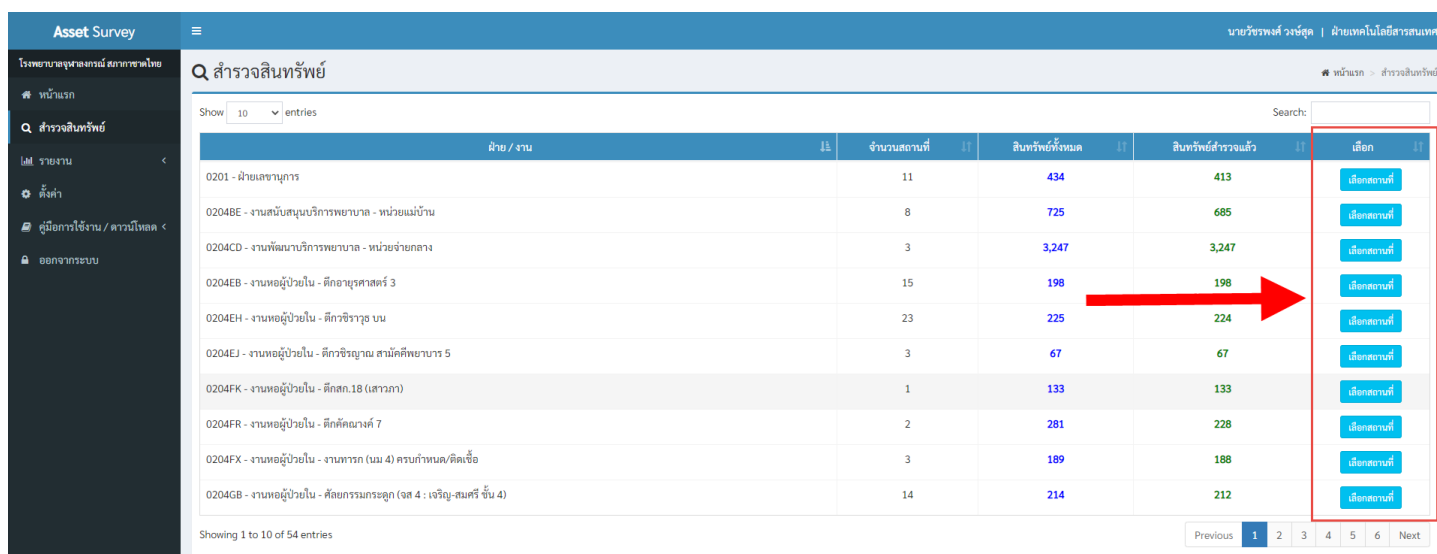 Asset Survey
นายวัชรพงศ์ วงษ์สุด | ฝ่ายเทคโนโลยีสารสนเทศ
โรงพยาบาลจุฬาลงกรณ์ สภากาชาดไทย
หน้าแรก
สำรวจสินทรัพย์
รายงาน
ตั้งค่า
คู่มือการใช้งาน / ดาวน์โหลด
ออกจากระบบ
สำรวจสินทรัพย์
หน้าแรก > สำรวจสินทรัพย์
Show 10 entries
Search:
ฝ่าย / งาน จำนวนสถานที่ สินทรัพย์ทั้งหมด สินทรัพย์สำรวจแล้ว เลือก
0201 - ฝ่ายเลขานุการ 11 434 413 เลือกสถานที่
0204BE - งานสนับสนุนบริการพยาบาล - หน่วยแม่บ้าน 8 725 685 เลือกสถานที่
0204CD - งานพัฒนาบริการพยาบาล - หน่วยจ่ายกลาง 3 3,247 3,247 เลือกสถานที่
0204EB - งานหอผู้ป่วยใน - ตึกอายุรศาสตร์ 3 15 198 198 เลือกสถานที่
0204EH - งานหอผู้ป่วยใน - ตึกวชิราวุธ บน 23 225 224 เลือกสถานที่
0204EJ - งานหอผู้ป่วยใน - ตึกวชิรญาณ สามัคคีพยาบาร 5 3 67 67 เลือกสถานที่
0204FK - งานหอผู้ป่วยใน - ตึกสก.18 (เสาวภา) 1 133 133 เลือกสถานที่
0204FR - งานหอผู้ป่วยใน - ตึกคัคณางค์ 7 2 281 228 เลือกสถานที่
0204FX - งานหอผู้ป่วยใน - งานทารก (นม 4) ครบกำหนด/ติดเชื้อ 3 189 188 เลือกสถานที่
0204GB - งานหอผู้ป่วยใน - ศัลยกรรมกระดูก (จส 4 : เจริญ-สมศรี ชั้น 4) 14 214 212 เลือกสถานที่
Showing 1 to 10 of 54 entries
Previous 1 2 3 4 5 6 Next